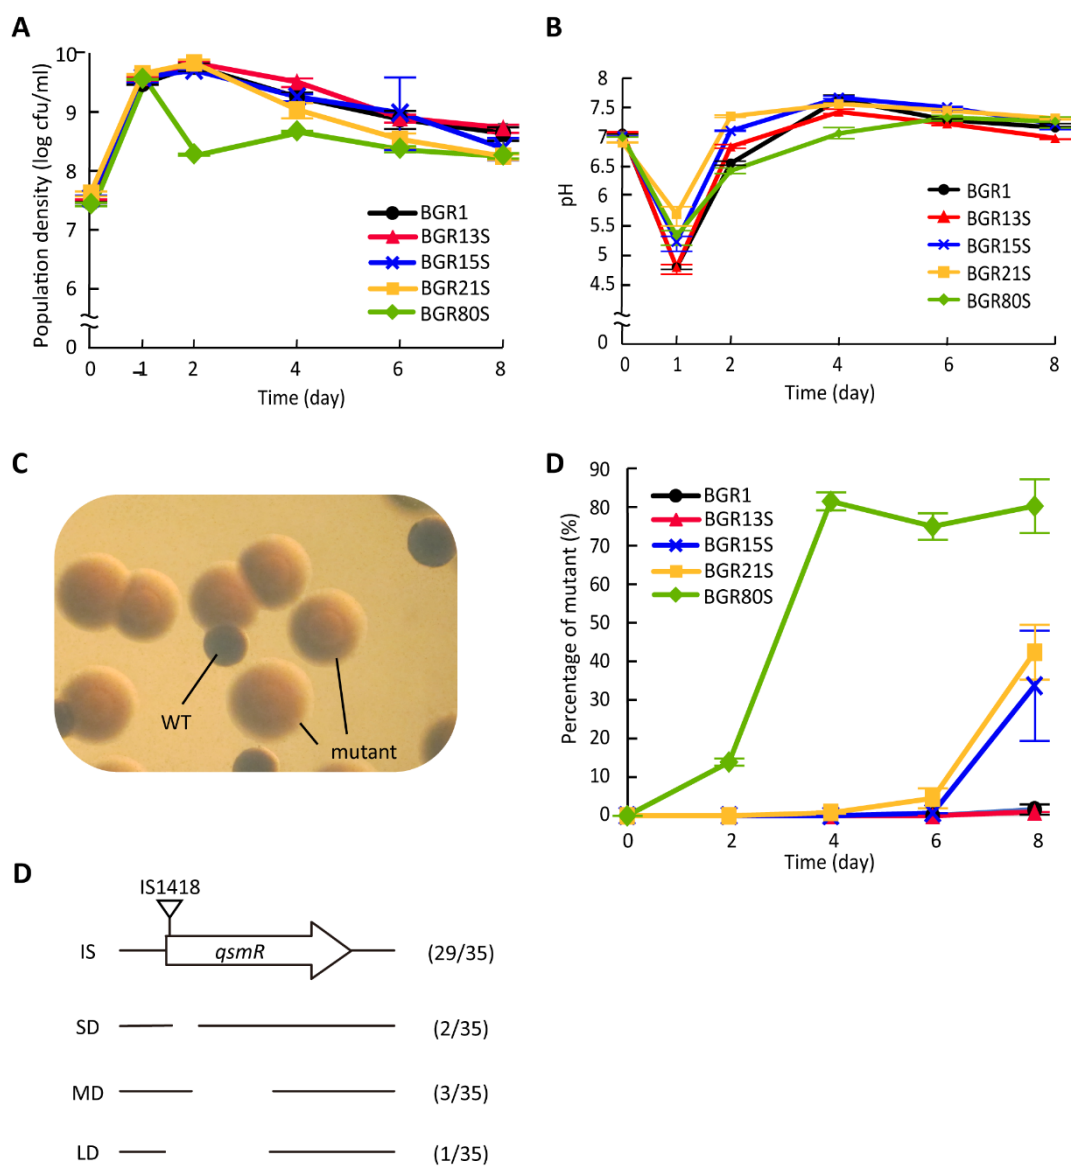 A
Population density (log cfu/ml)
10
9
8
7
6
0
0 1 2 4 6 8
Time (day)
BGR1
BGR13S
BGR15S
BGR21S
BGR80S
B
pH
8
7.5
7
6.5
6
5.5
5
4.5
0
0 1 2 4 6 8
Time (day)
BGR1
BGR13S
BGR15S
BGR21S
BGR80S
C
WT
mutant
D
Percentage of mutant (%)
90
80
70
60
50
40
30
20
10
0
0 2 4 6 8
Time (day)
BGR1
BGR13S
BGR15S
BGR21S
BGR80S
D
IS1418
IS qsmR (29/35)
SD (2/35)
MD (3/35)
LD (1/35)